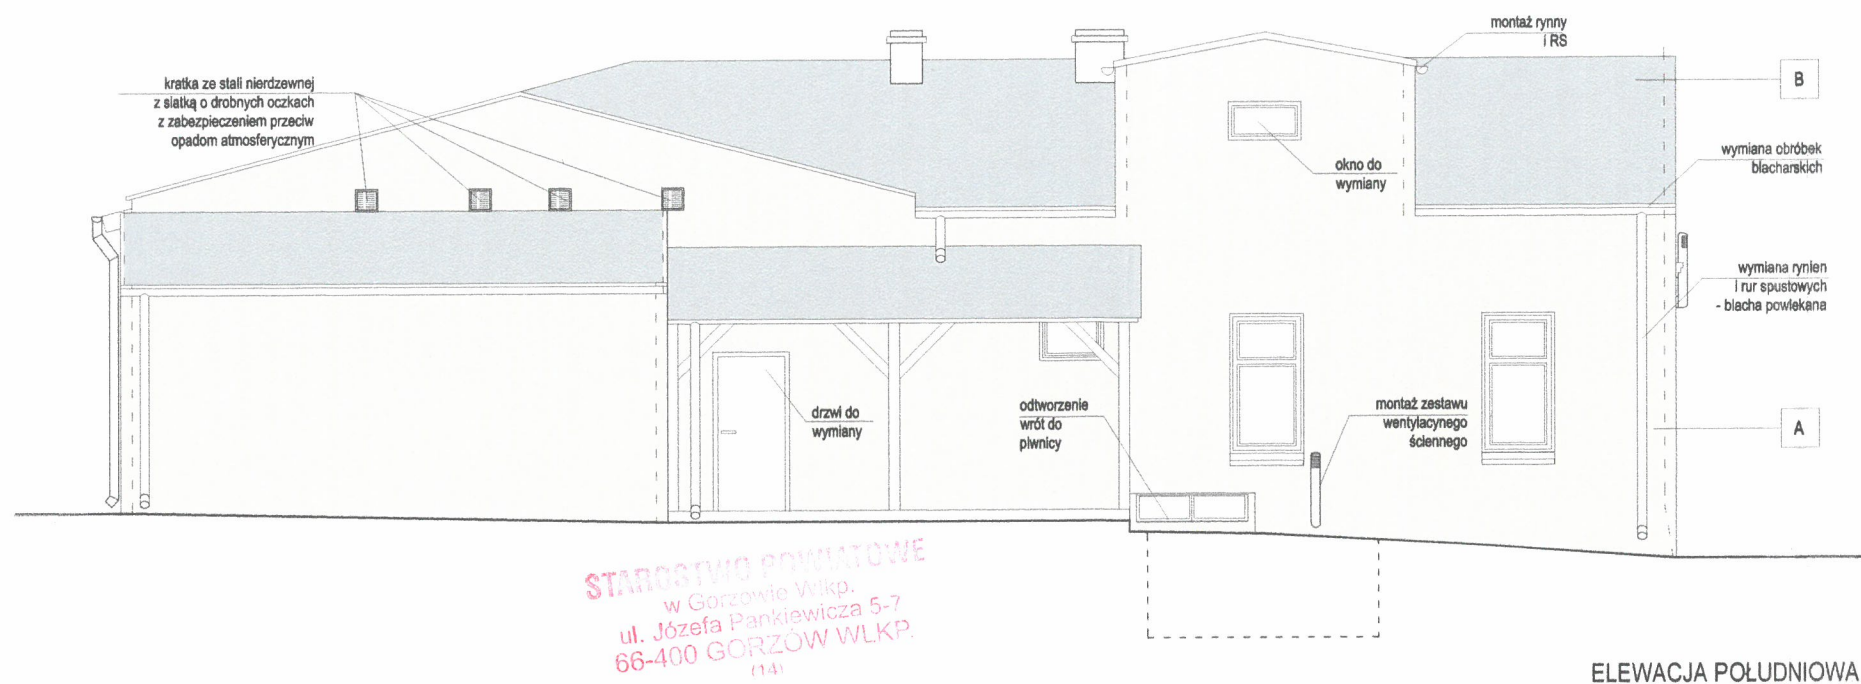 montaż rynny
i RS
kratka ze stali nierdzewnej
z siatką o drobnych oczkach
z zabezpieczeniem przeciw
opadom atmosferycznym
B
okno do
wymiany
wymiana obróbek
blacharskich
wymiana rynien
i rur spustowych
- blacha powlekana
drzwi do
wymiany
odtworzenie
wrót do
piwnicy
montaż zestawu
wentylacynego
ściennego
A
STAROSTWO POWIATOWE
w Gorzowie Wlkp.
ul. Józefa Pankiewicza 5-7
66-400 GORZÓW WLKP.
(14)
ELEWACJA POŁUDNIOWA